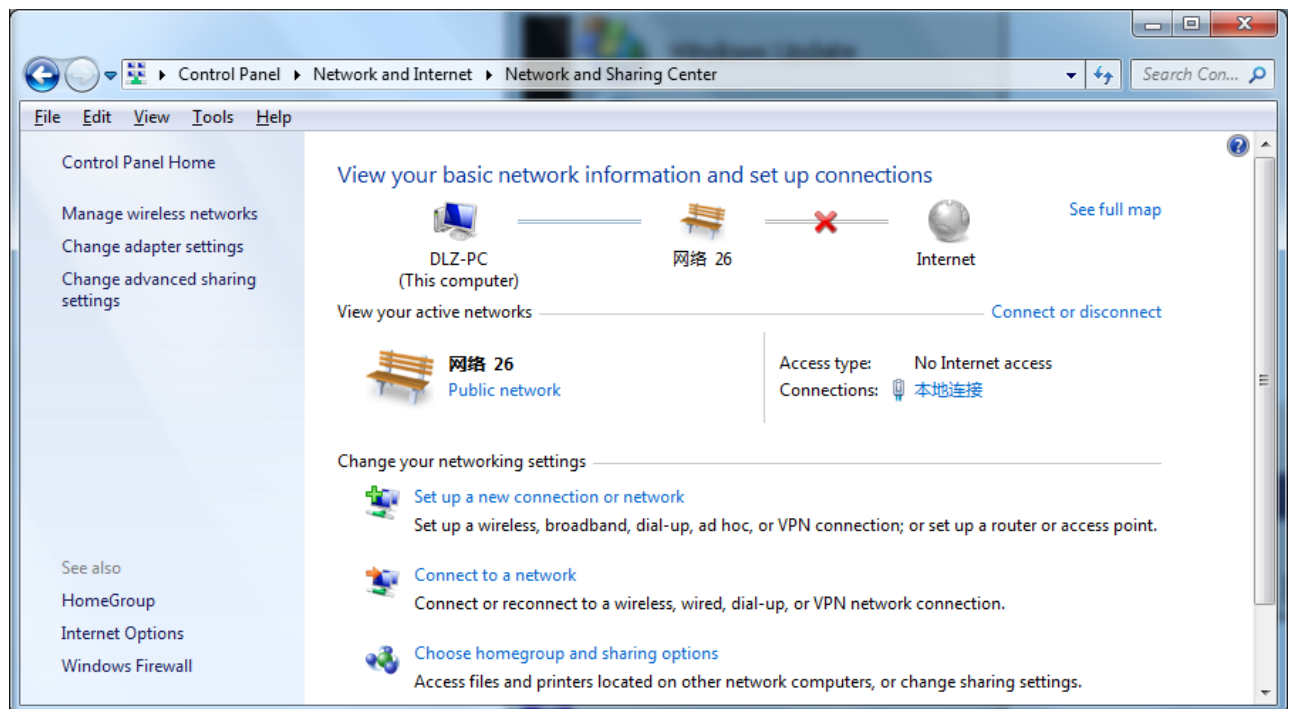 Windows Update
Control Panel ▸ Network and Internet ▸ Network and Sharing Center
Search Con...
File Edit View Tools Help
Control Panel Home
Manage wireless networks
Change adapter settings
Change advanced sharing
settings
See also
HomeGroup
Internet Options
Windows Firewall
View your basic network information and set up connections
See full map
DLZ-PC
(This computer)
网络 26
Internet
View your active networks
Connect or disconnect
网络 26
Public network
Access type: No Internet access
Connections: 本地连接
Change your networking settings
Set up a new connection or network
Set up a wireless, broadband, dial-up, ad hoc, or VPN connection; or set up a router or access point.
Connect to a network
Connect or reconnect to a wireless, wired, dial-up, or VPN network connection.
Choose homegroup and sharing options
Access files and printers located on other network computers, or change sharing settings.